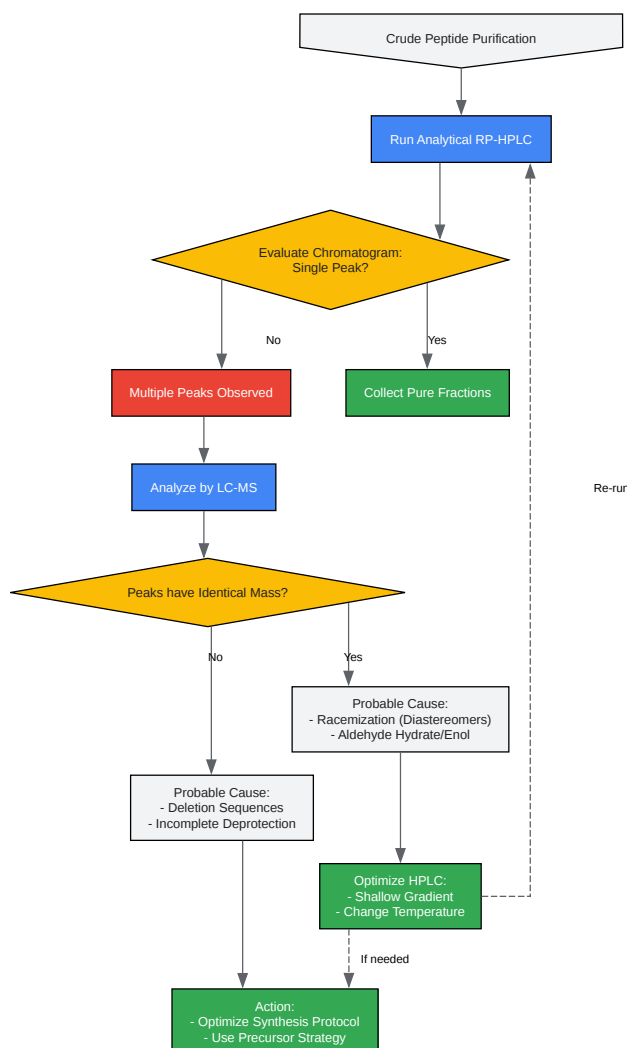 Crude Peptide Purification
Run Analytical RP-HPLC
Evaluate Chromatogram:
Single Peak?
No
Yes
Multiple Peaks Observed
Collect Pure Fractions
Analyze by LC-MS
Re-run
Peaks have Identical Mass?
No
Yes
Probable Cause:
- Racemization (Diastereomers)
- Aldehyde Hydrate/Enol
Probable Cause:
- Deletion Sequences
- Incomplete Deprotection
Optimize HPLC:
- Shallow Gradient
- Change Temperature
If needed
Action:
- Optimize Synthesis Protocol
- Use Precursor Strategy